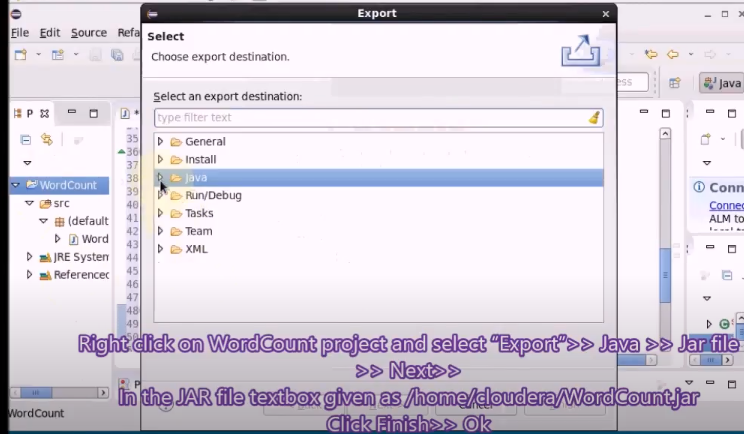 Export
File Edit Source Refa
Select
Choose export destination.
Select an export destination:
type filter text
Java
P
General
Install
Java
Run/Debug
Tasks
Team
XML
WordCount
src
(default
Word
JRE System
Referenced
35
36
37
38
39
40
41
42
43
44
45
46
47
48
49
Conn
Connec
ALM to
Right click on WordCount project and select “Export”>> Java >> Jar file
>> Next>>
In the JAR file textbox given as /home/cloudera/WordCount.jar
Click Finish>> Ok
Cancel
P
WordCount